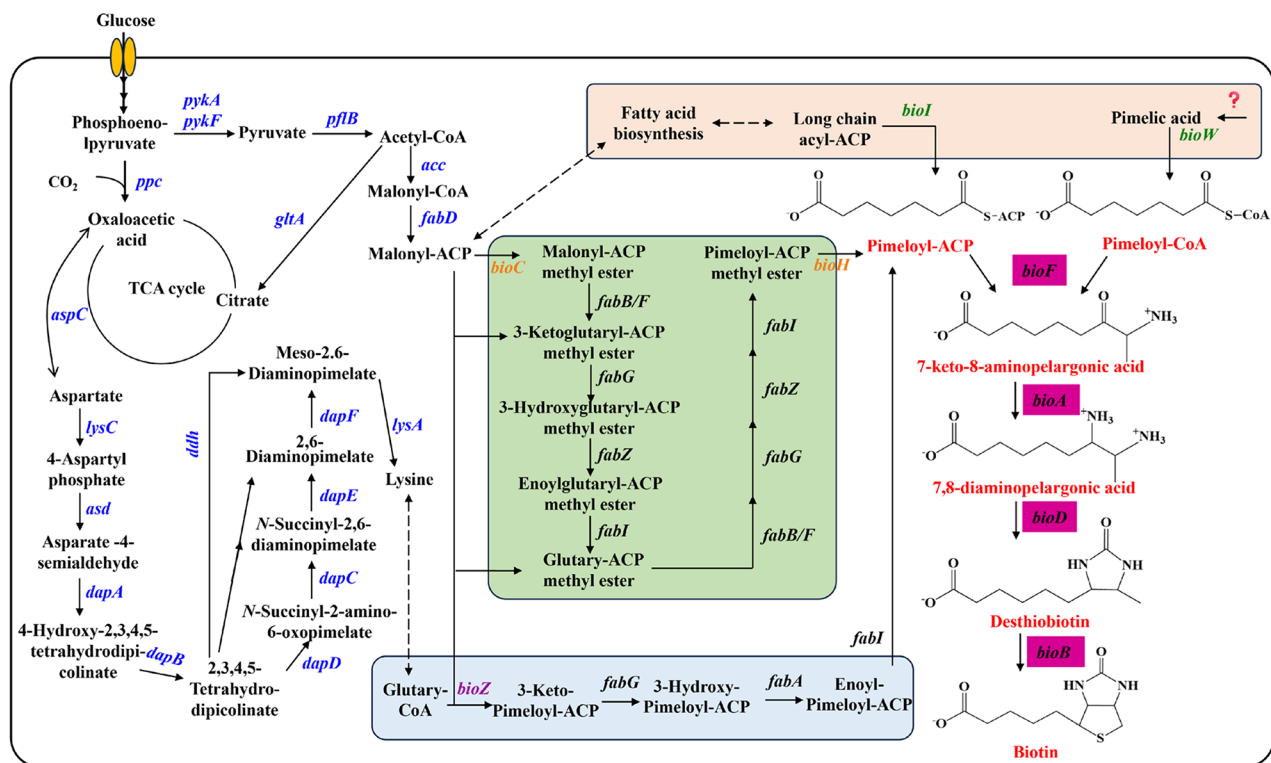 Glucose
Phosphoeno-
lpyruvate
pykA
pykF
Pyruvate
pflB
Acetyl-CoA
acc
Malonyl-CoA
fabD
Malonyl-ACP
CO2
ppc
Oxaloacetic
acid
gltA
TCA cycle
Citrate
aspC
Aspartate
lysC
4-Aspartyl
phosphate
asd
Asparate -4-
semialdehyde
dapA
4-Hydroxy-2,3,4,5-
tetrahydrodipi-
colinate
dapB
2,3,4,5-
Tetrahydro-
dipicolinate
dapD
N-Succinyl-2-amino-
6-oxopimelate
dapC
N-Succinyl-2,6-
diaminopimelate
dapE
2,6-
Diaminopimelate
dapF
Meso-2.6-
Diaminopimelate
ddh
lysA
Lysine
Fatty acid
biosynthesis
Long chain
acyl-ACP
bioI
Pimelic acid
?
bioW
bioC
Malonyl-ACP
methyl ester
fabB/F
3-Ketoglutaryl-ACP
methyl ester
fabG
3-Hydroxyglutaryl-ACP
methyl ester
fabZ
Enoylglutaryl-ACP
methyl ester
fabI
Glutary-ACP
methyl ester
fabB/F
fabG
fabZ
fabI
Pimeloyl-ACP
methyl ester
bioH
Glutary-
CoA
bioZ
3-Keto-
Pimeloyl-ACP
fabG
3-Hydroxy-
Pimeloyl-ACP
fabA
Enoyl-
Pimeloyl-ACP
fabI
O
-O
O
S-ACP
Pimeloyl-ACP
O
-O
O
S-CoA
Pimeloyl-CoA
bioF
O
-O
O
+NH3
7-keto-8-aminopelargonic acid
bioA
O
-O
+NH3
+NH3
7,8-diaminopelargonic acid
bioD
O
HN
NH
O
-O
Desthiobiotin
bioB
O
HN
NH
O
-O
S
Biotin